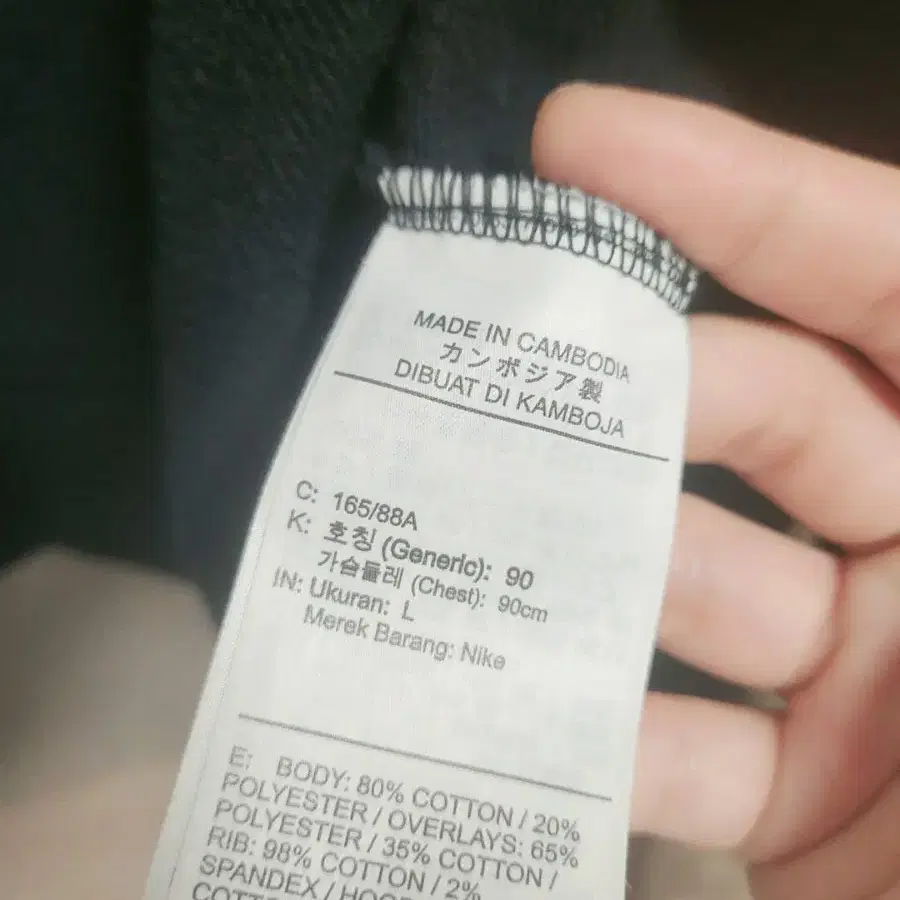 MADE IN CAMBODIA
カンボジア製
DIBUAT DI KAMBOJA
C: 165/88A
K: 호칭 (Generic): 90
가슴둘레 (Chest): 90cm
IN: Ukuran: L
Merek Barang: Nike
E: BODY: 80% COTTON / 20%
POLYESTER / OVERLAYS: 65%
POLYESTER / 35% COTTON /
RIB: 98% COTTON / 2%
SPANDEX /